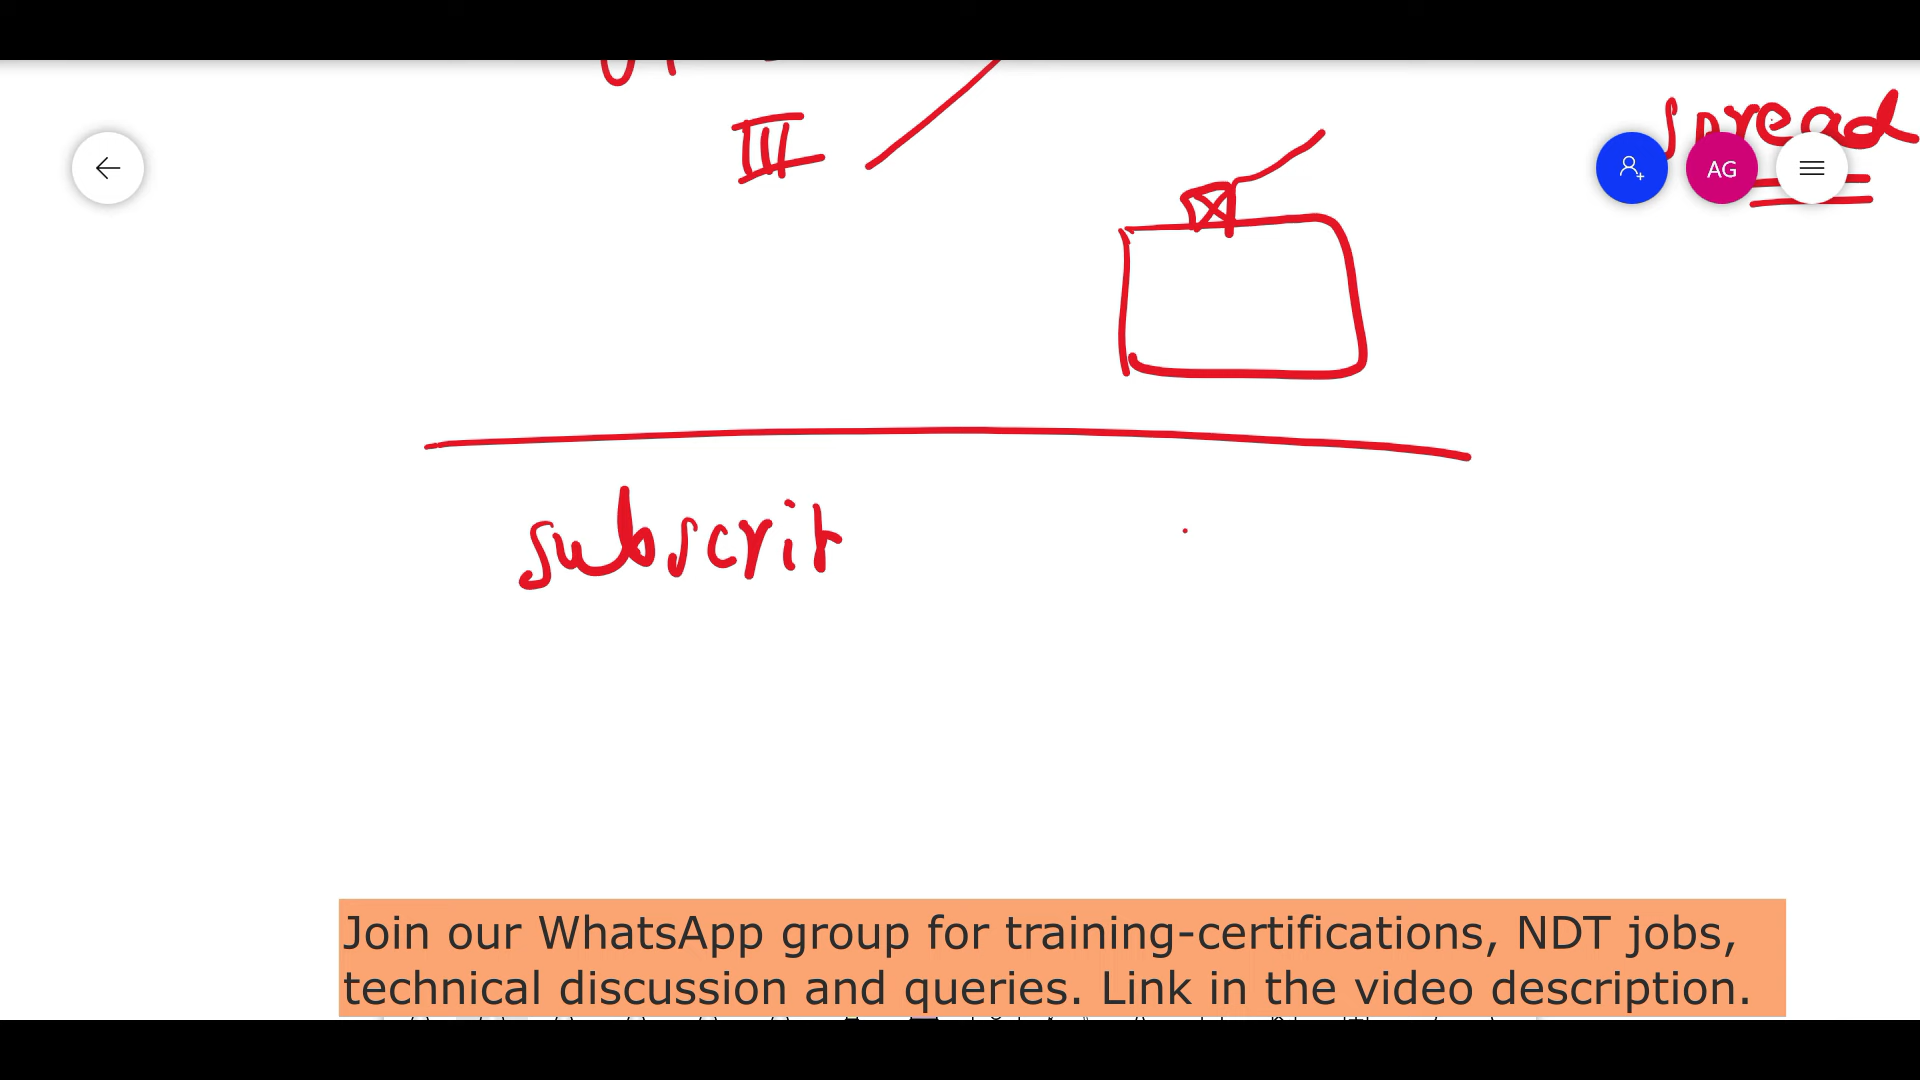 III
spread
AG
subscrit
Join our WhatsApp group for training-certifications, NDT jobs,
technical discussion and queries. Link in the video description.